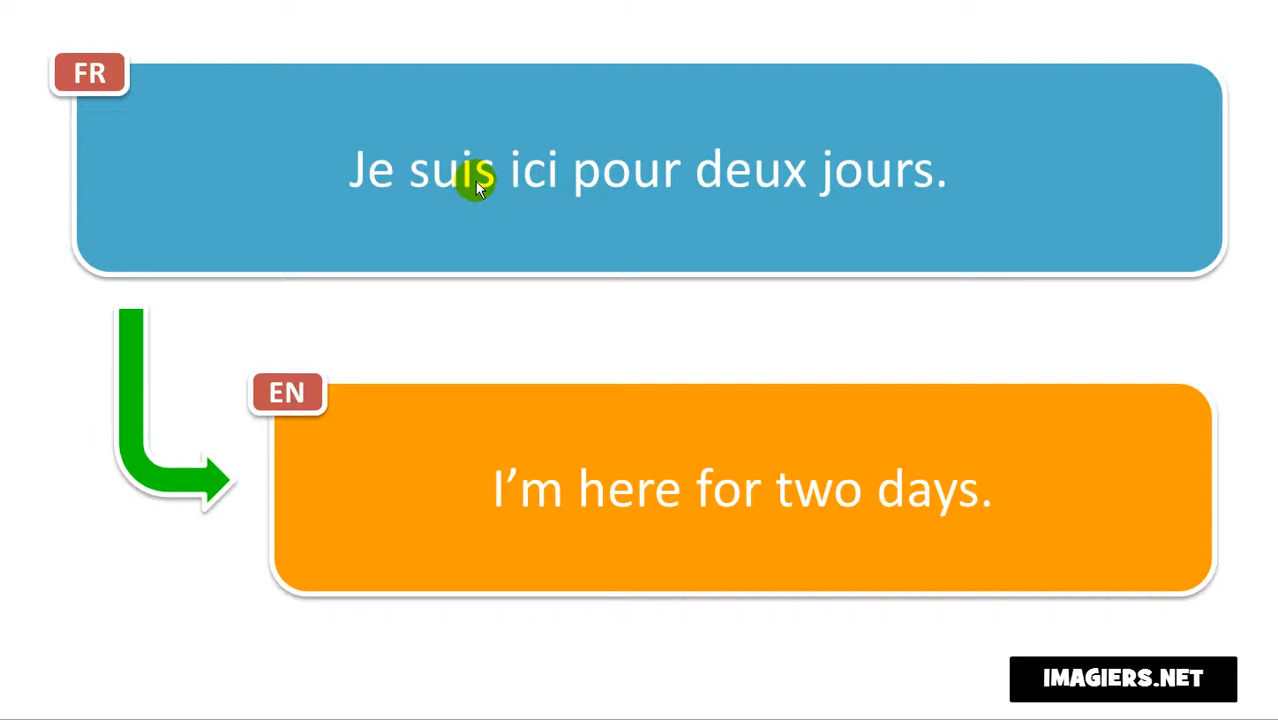 FR
Je suis ici pour deux jours.
EN
I’m here for two days.
IMAGIERS.NET